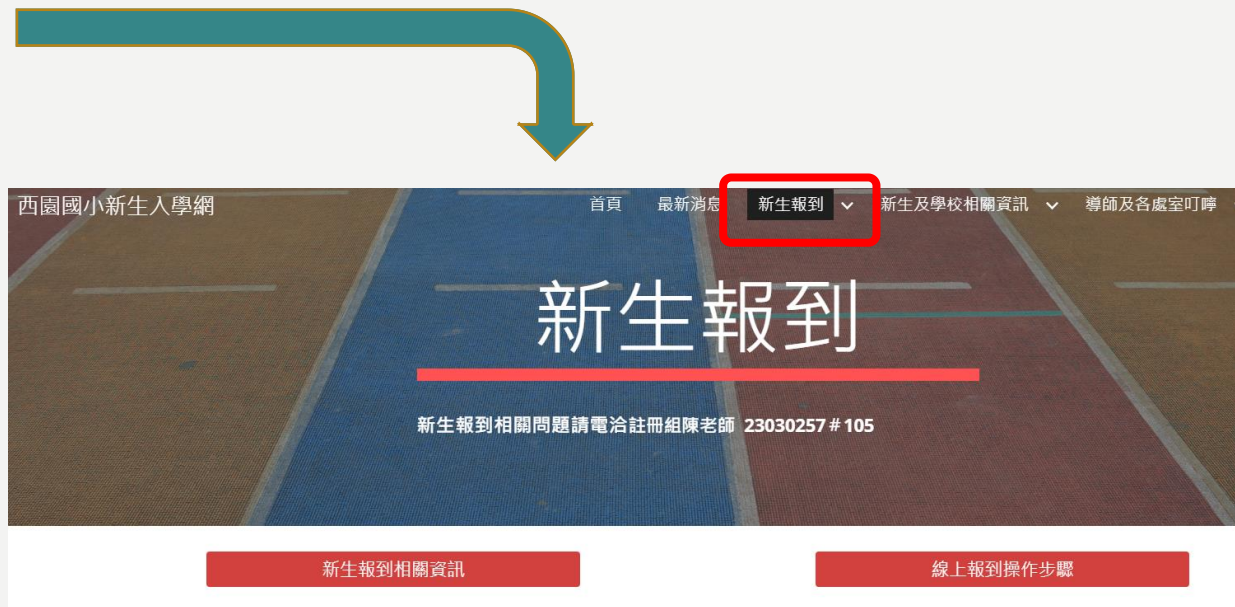 西園國小新生入學網
首頁 最新消息 新生報到 新生及學校相關資訊 導師及各處室叮嚀
新生報到
新生報到相關問題請電洽註冊組陳老師 23030257#105
新生報到相關資訊 線上報到操作步驟